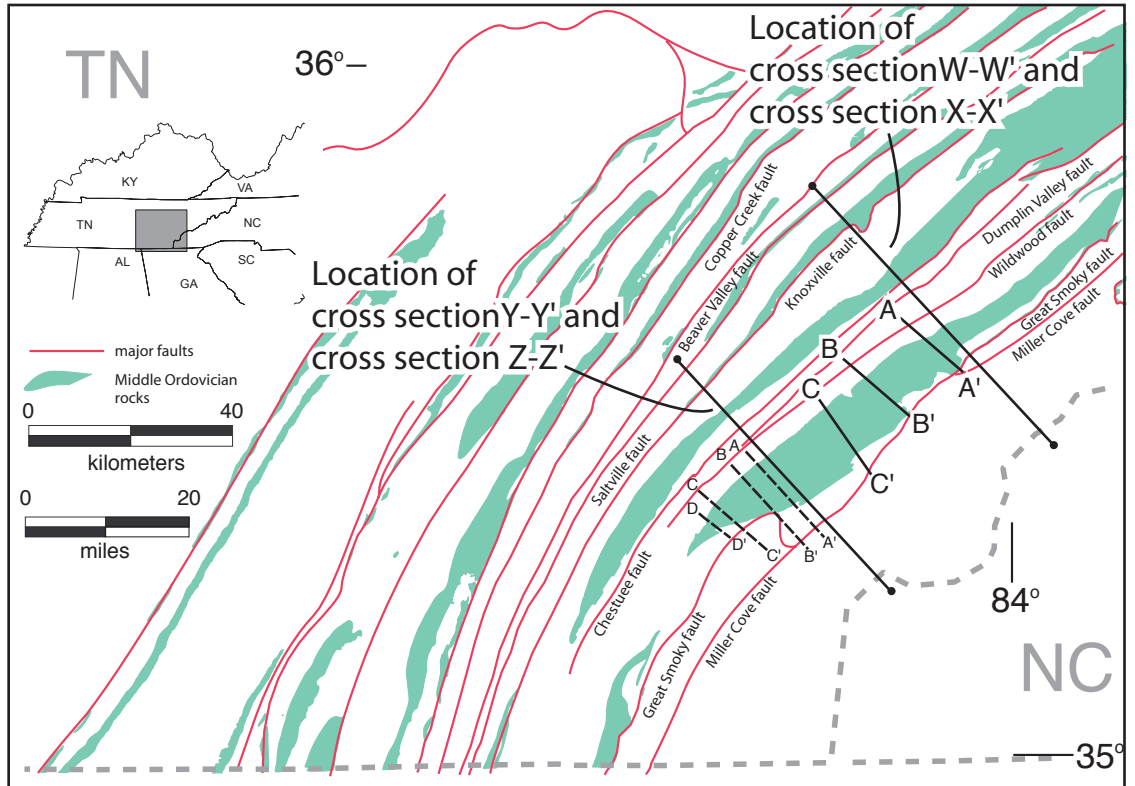 TN
36°
Location of
cross sectionW-W' and
cross section X-X'
KY
VA
TN
NC
AL
GA
SC
major faults
Middle Ordovician
rocks
0
40
kilometers
0
20
miles
Location of
cross sectionY-Y' and
cross section Z-Z'
Copper Creek fault
Beaver Valley fault
Knoxville fault
Dumplin Valley fault
Wildwood fault
Great Smoky fault
Miller Cove fault
Saltville fault
Chestuee fault
Great Smoky fault
Miller Cove fault
A
A'
B
B'
C
C'
A
B
C
D
D'
C'
B'
A'
84°
NC
35°